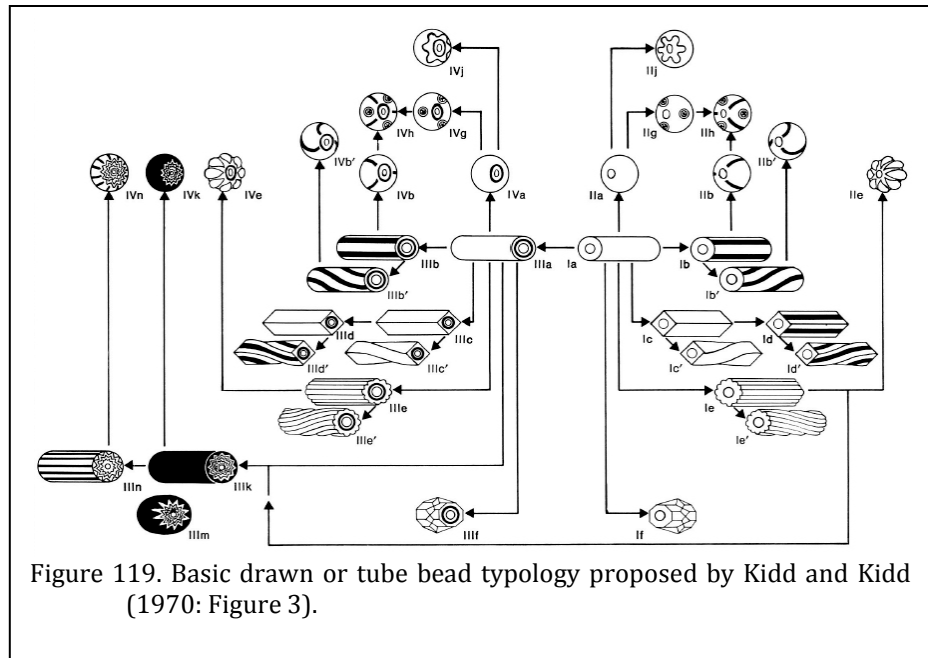 IVj
IIj
IVh IVg
IIg IIh
IVb′
IIb′
IVn IVk IVe
IVb
IVa
IIa
IIb
IIe
IIIb
IIIa
Ia
Ib
IIIb′
Ib′
IIId
IIIc
Ic
Id
IIId′
IIIc′
Ic′
Id′
IIIe
Ie
IIIe′
Ie′
IIIn
IIIk
IIIm
IIIf
If
Figure 119. Basic drawn or tube bead typology proposed by Kidd and Kidd
(1970: Figure 3).